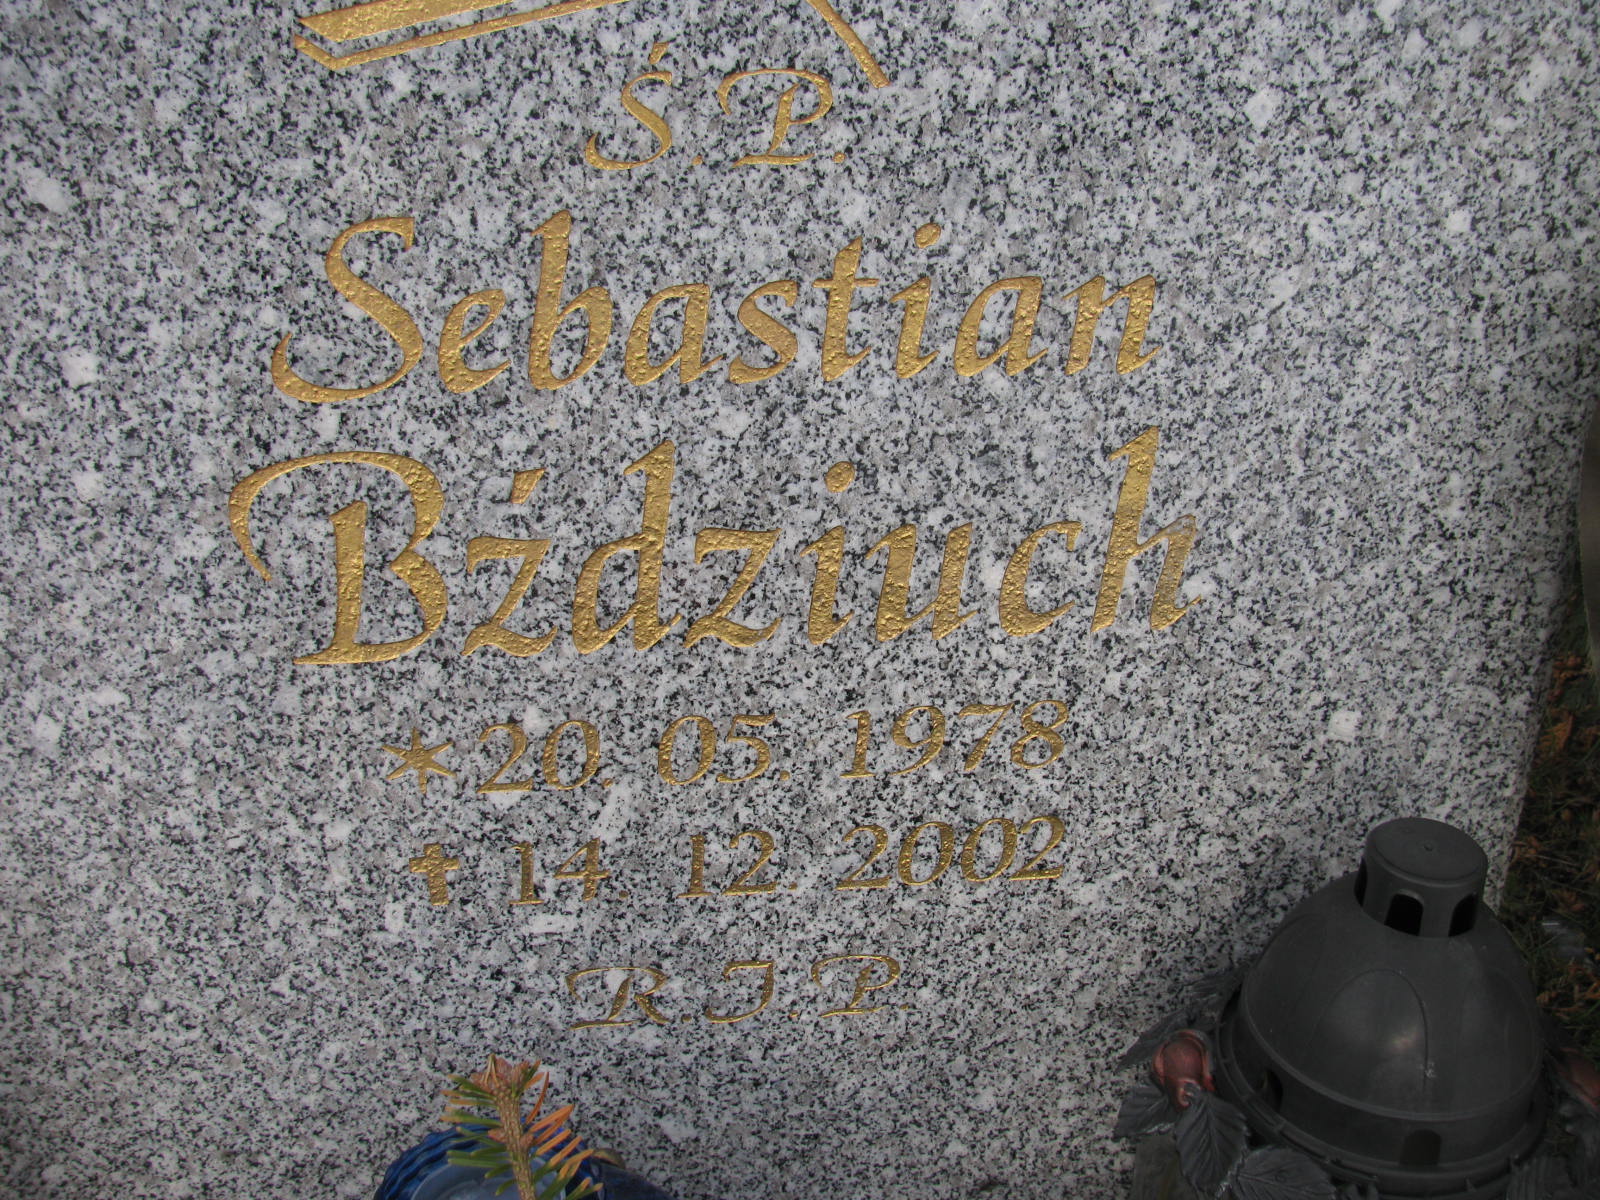 Ś. P.
Sebastian
Bździuch
* 20. 05. 1978
✝ 14. 12. 2002
R.I.P.